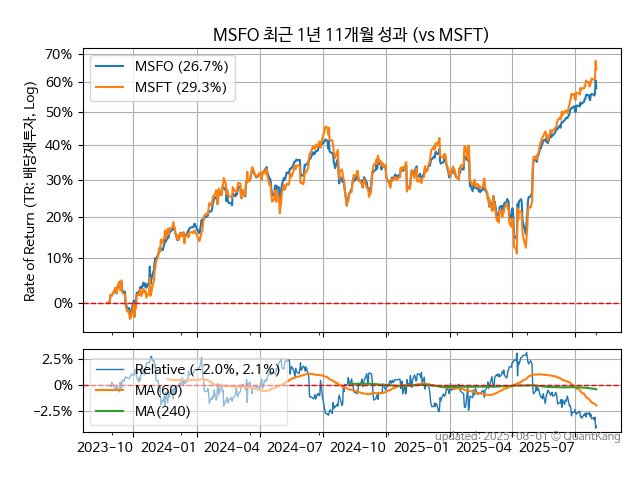 MSFO 최근 1년 11개월 성과 (vs MSFT)
70%
60%
50%
40%
30%
20%
10%
0%
Rate of Return (TR: 배당재투자, Log)
MSFO (26.7%)
MSFT (29.3%)
2.5%
0%
−2.5%
Relative (−2.0%, 2.1%)
MA(60)
MA(240)
updated: 2025-08-01 © QuantKang
2023-10 2024-01 2024-04 2024-07 2024-10 2025-01 2025-04 2025-07